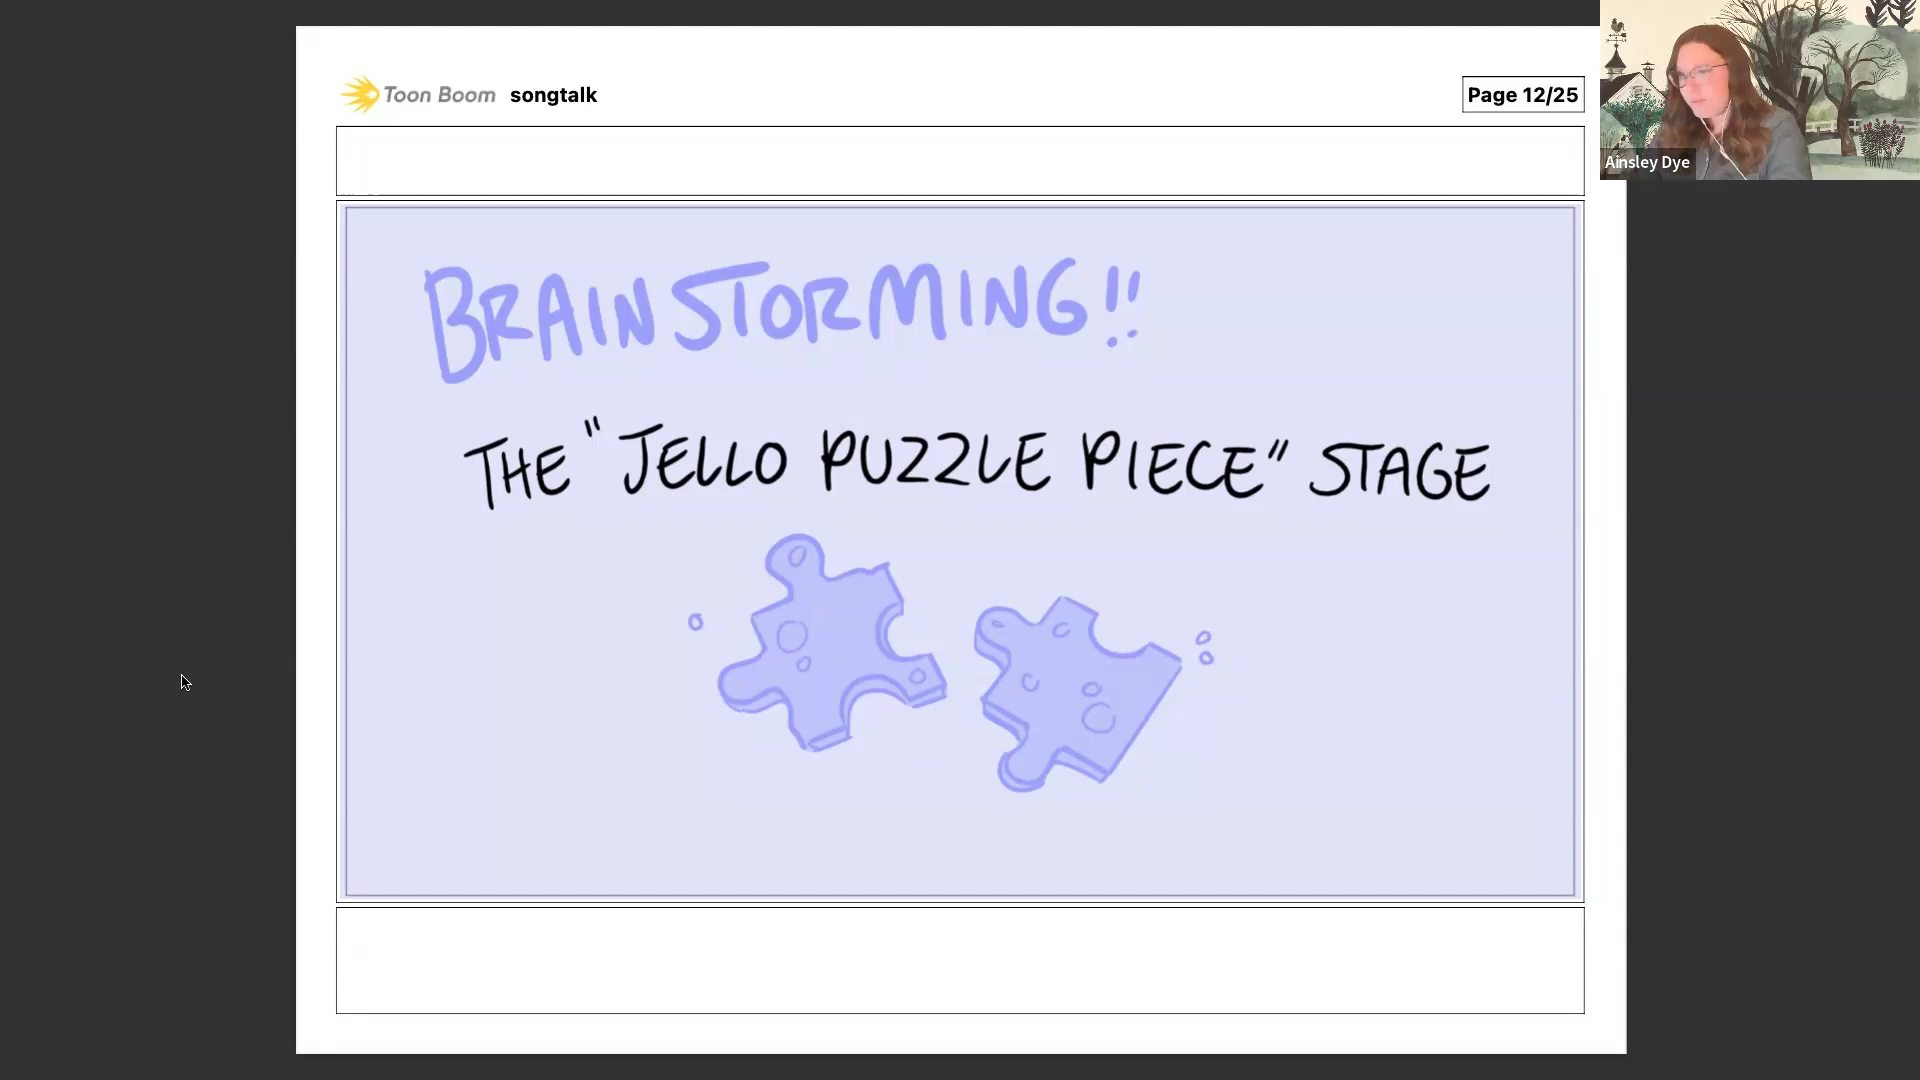 Toon Boom songtalk
Page 12/25
Ainsley Dye
BRAINSTORMING!!
THE "JELLO PUZZLE PIECE" STAGE